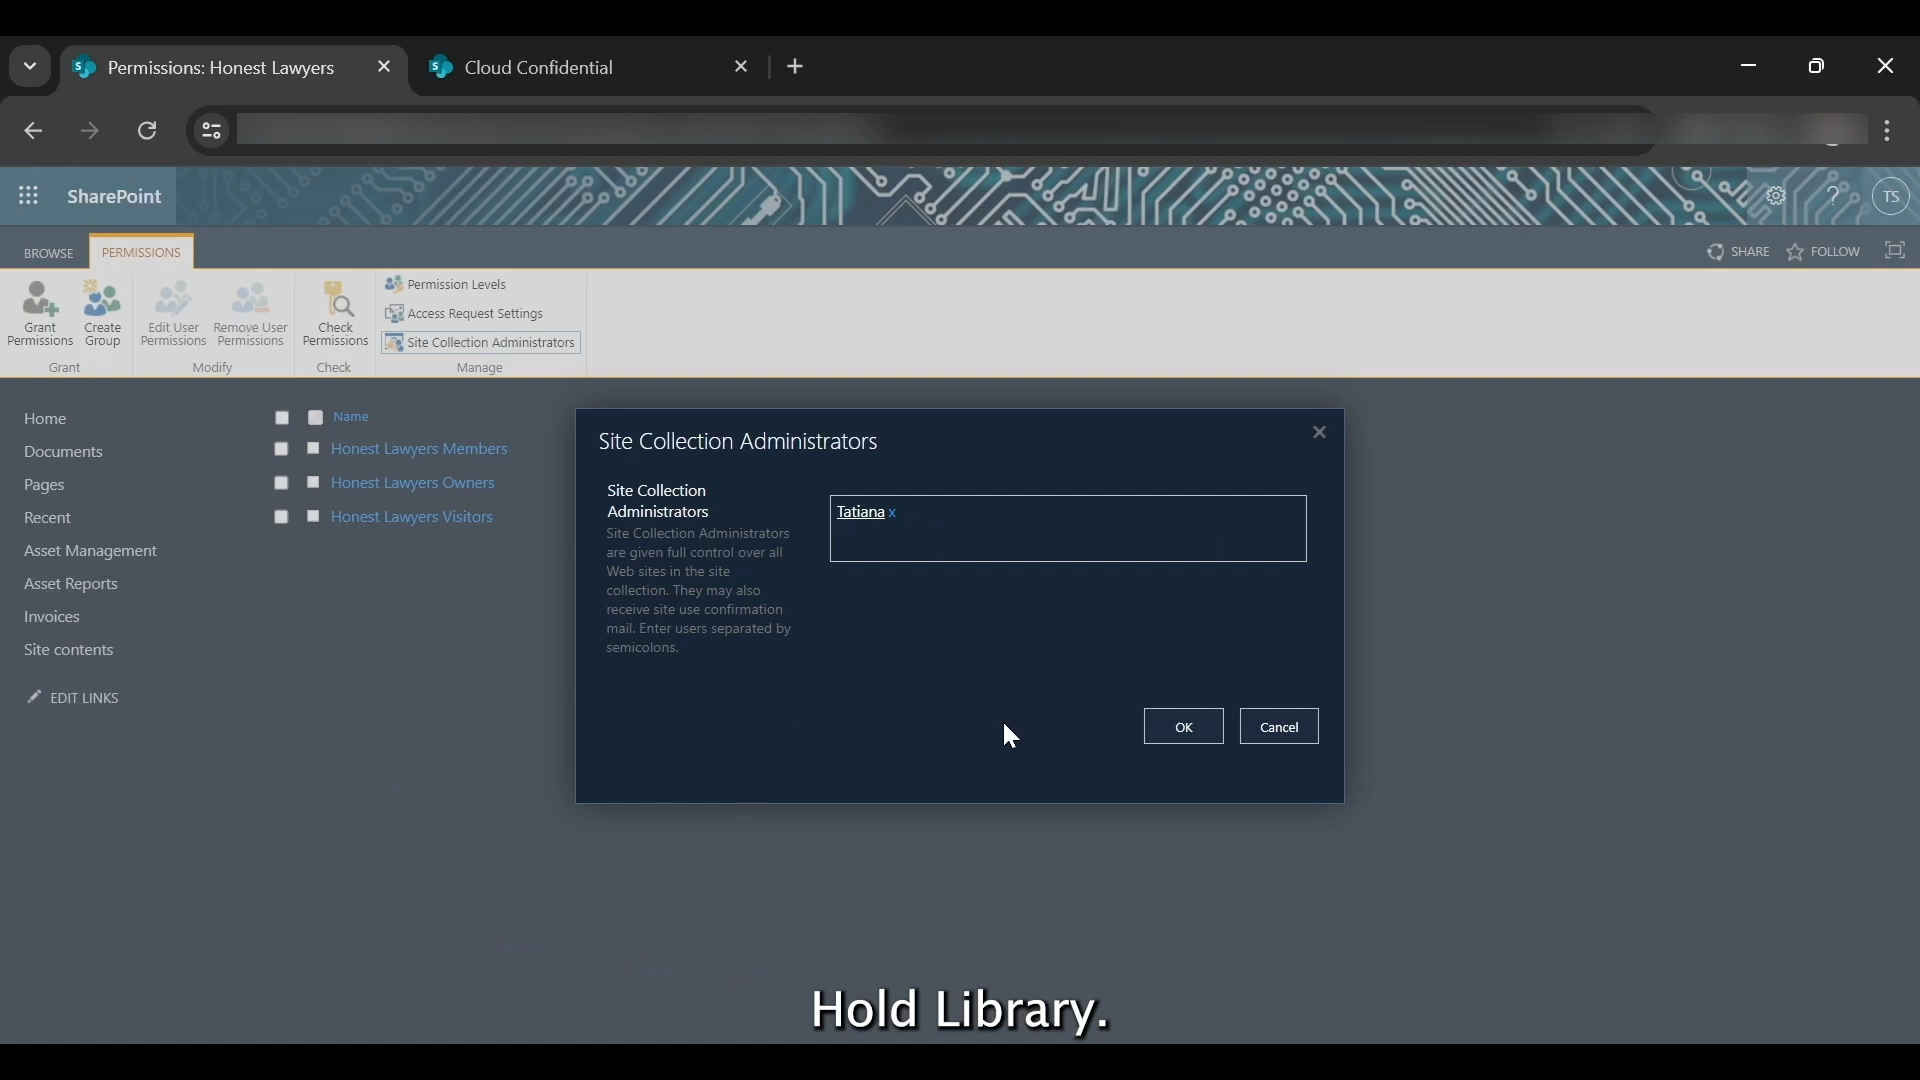 Permissions: Honest Lawyers
Cloud Confidential
SharePoint
TS
BROWSE
PERMISSIONS
SHARE
FOLLOW
Grant
Permissions
Create
Group
Edit User
Permissions
Remove User
Permissions
Check
Permissions
Permission Levels
Access Request Settings
Site Collection Administrators
Grant
Modify
Check
Manage
Home
Documents
Pages
Recent
Asset Management
Asset Reports
Invoices
Site contents
EDIT LINKS
Name
Honest Lawyers Members
Honest Lawyers Owners
Honest Lawyers Visitors
Site Collection Administrators
Site Collection
Administrators
Site Collection Administrators
are given full control over all
Web sites in the site
collection. They may also
receive site use confirmation
mail. Enter users separated by
semicolons.
Tatiana x
OK
Cancel
Hold Library.